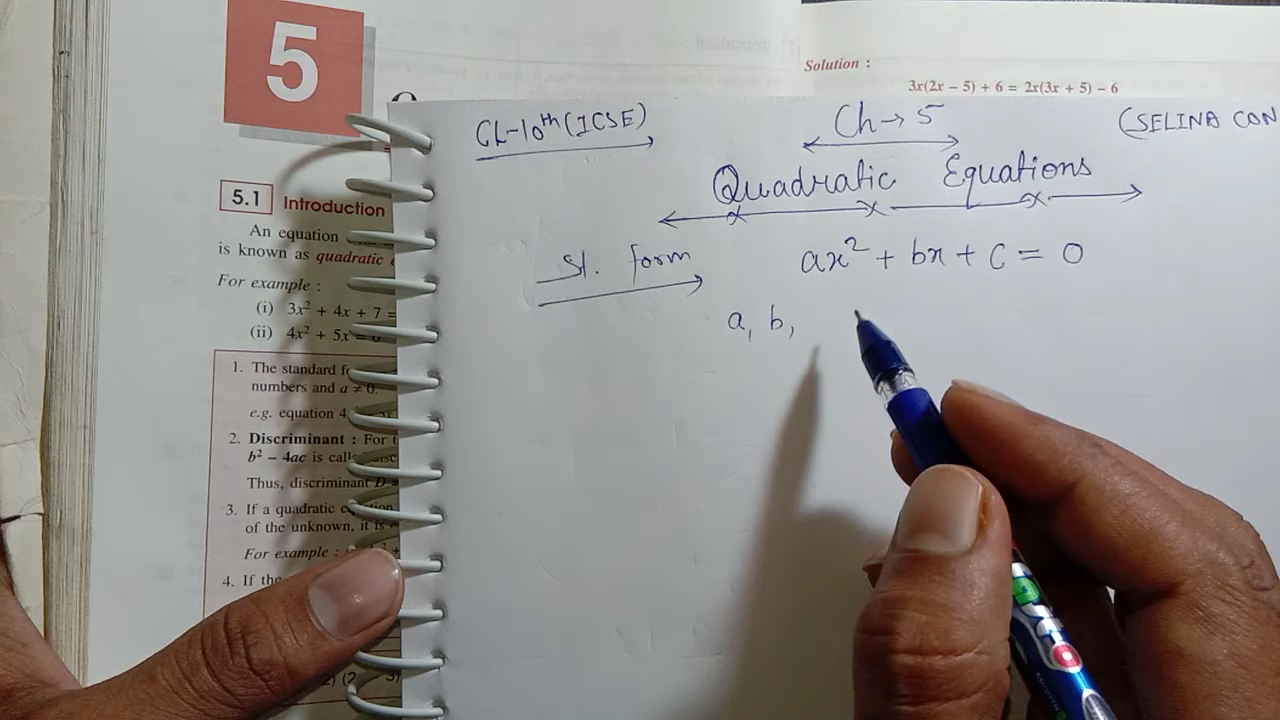 5
5.1 Introduction
An equation
is known as quadratic
For example :
(i) 3x² + 4x + 7 =
(ii) 4x² + 5x = 0
1. The standard
numbers and a ≠ 0.
e.g. equation 4
2. Discriminant : For
b² – 4ac is
Thus, discriminant D
3. If a quadratic
of the unknown, it is
For example :
4. If the
Solution :
3x(2x – 5) + 6 = 2x(3x + 5) – 6
CL-10th (ICSE)
Ch→5
(SELINA CON
Quadratic Equations
St. form
ax² + bx + c = 0
a, b,